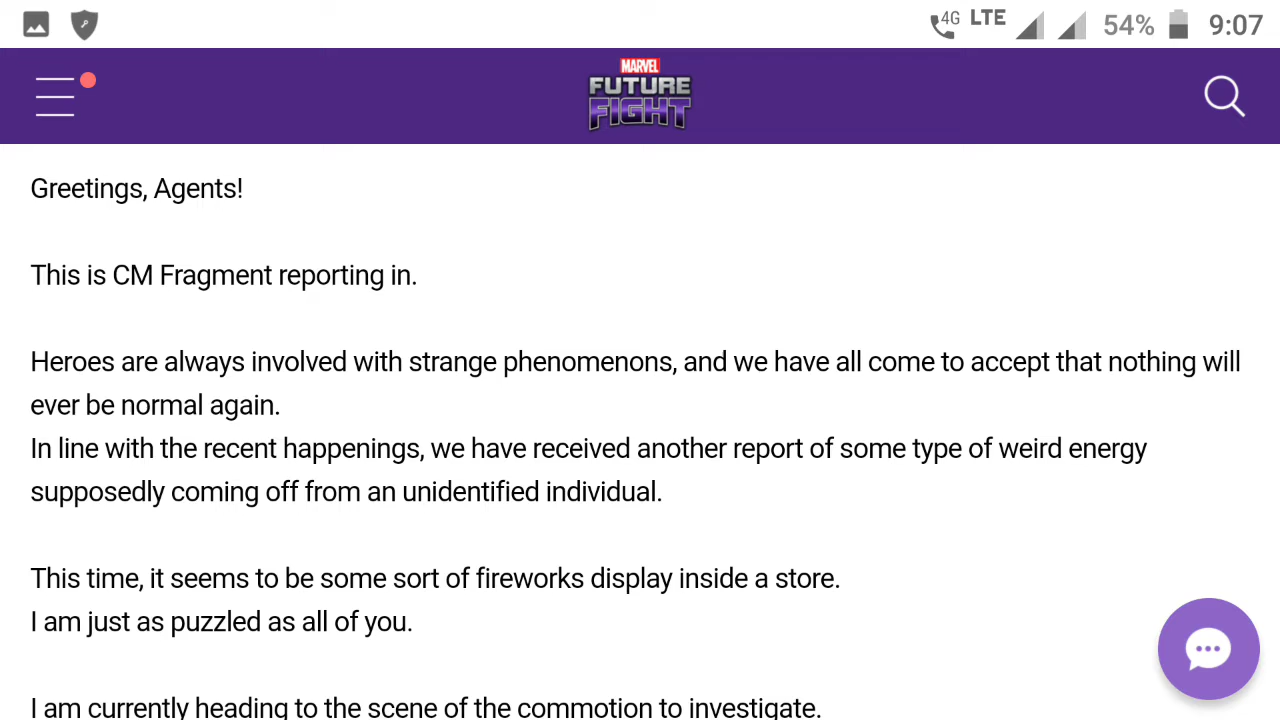 4G LTE 54% 9:07
MARVEL
FUTURE
FIGHT
Greetings, Agents!
This is CM Fragment reporting in.
Heroes are always involved with strange phenomenons, and we have all come to accept that nothing will
ever be normal again.
In line with the recent happenings, we have received another report of some type of weird energy
supposedly coming off from an unidentified individual.
This time, it seems to be some sort of fireworks display inside a store.
I am just as puzzled as all of you.
I am currently heading to the scene of the commotion to investigate.